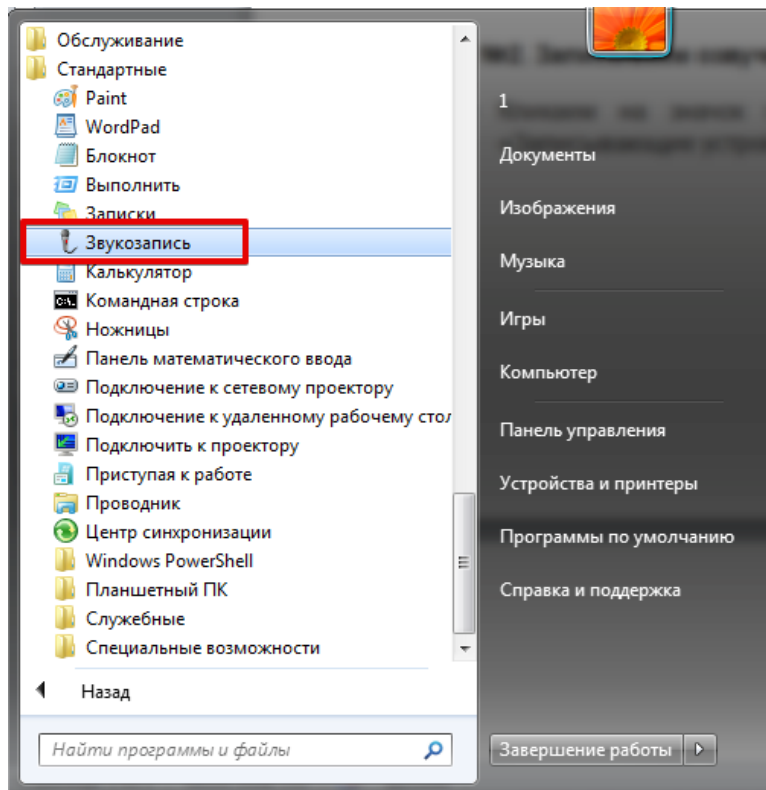 Обслуживание
Стандартные
Paint
WordPad
Блокнот
Выполнить
Записки
Звукозапись
Калькулятор
Командная строка
Ножницы
Панель математического ввода
Подключение к сетевому проектору
Подключение к удаленному рабочему стол
Подключить к проектору
Приступая к работе
Проводник
Центр синхронизации
Windows PowerShell
Планшетный ПК
Служебные
Специальные возможности
Назад
Найти программы и файлы
1
Документы
Изображения
Музыка
Игры
Компьютер
Панель управления
Устройства и принтеры
Программы по умолчанию
Справка и поддержка
Завершение работы